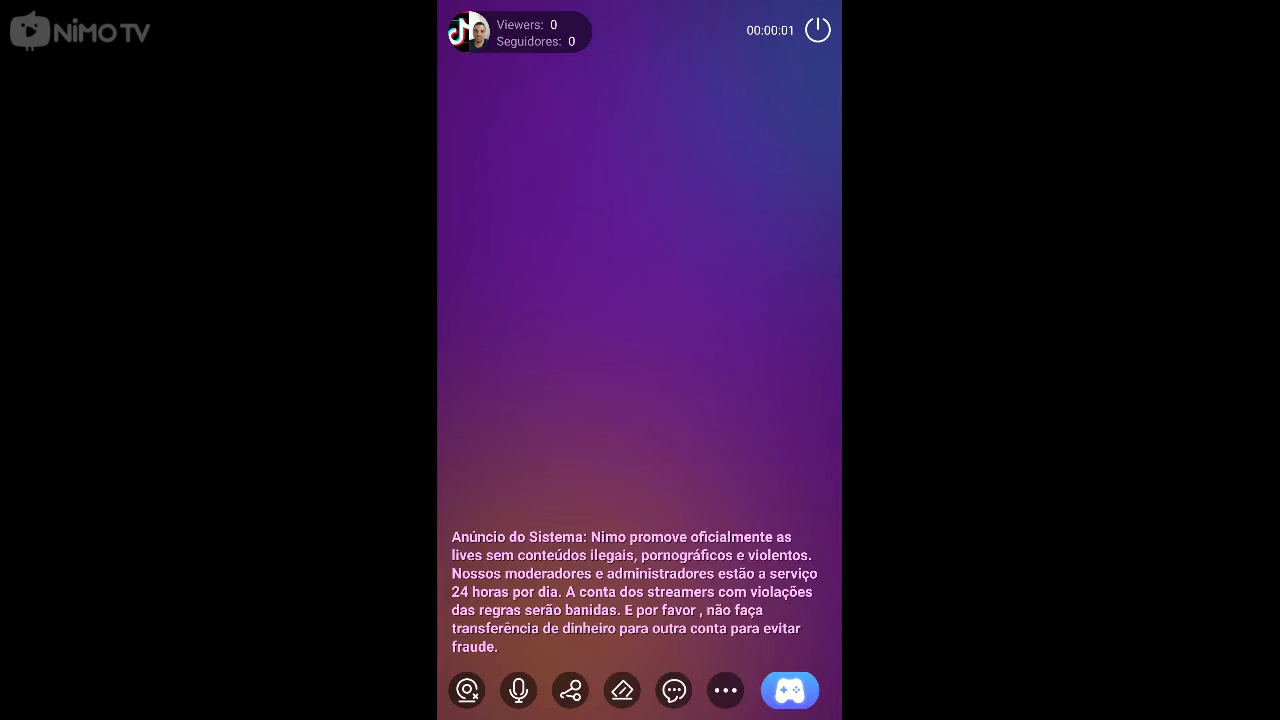 NiMO TV
Viewers: 0
Seguidores: 0
00:00:01
Anúncio do Sistema: Nimo promove oficialmente as
lives sem conteúdos ilegais, pornográficos e violentos.
Nossos moderadores e administradores estão a serviço
24 horas por dia. A conta dos streamers com violações
das regras serão banidas. E por favor , não faça
transferência de dinheiro para outra conta para evitar
fraude.